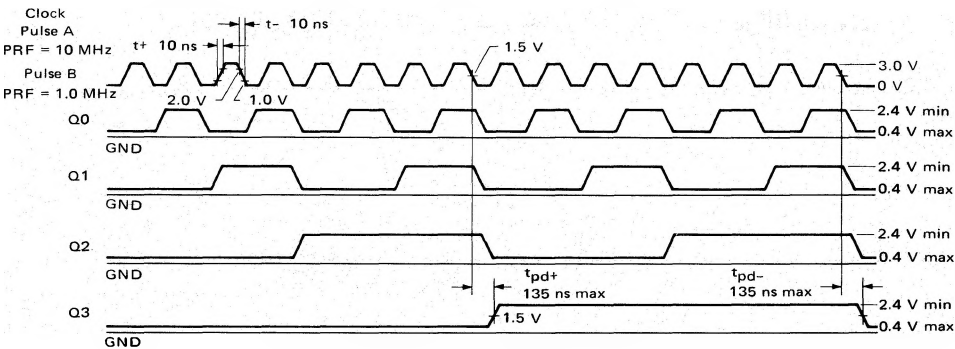 Clock
Pulse A
PRF = 10 MHz
t+ 10 ns
t– 10 ns
1.5 V
Pulse B
PRF = 1.0 MHz
2.0 V
1.0 V
3.0 V
0 V
Q0
2.4 V min
0.4 V max
GND
Q1
2.4 V min
0.4 V max
GND
Q2
2.4 V min
0.4 V max
GND
tpd+
135 ns max
tpd–
135 ns max
Q3
1.5 V
2.4 V min
0.4 V max
GND